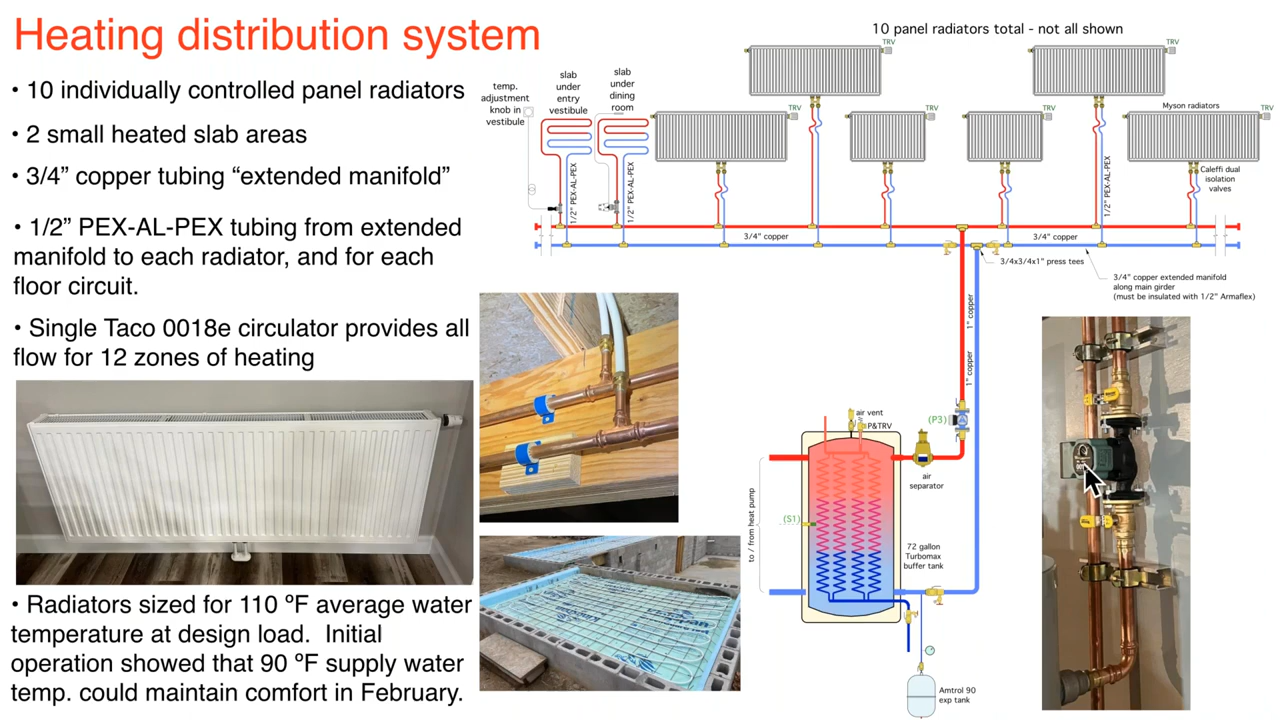 Heating distribution system
• 10 individually controlled panel radiators
• 2 small heated slab areas
• 3/4” copper tubing “extended manifold”
• 1/2” PEX-AL-PEX tubing from extended
manifold to each radiator, and for each
floor circuit.
• Single Taco 0018e circulator provides all
flow for 12 zones of heating
• Radiators sized for 110 ºF average water
temperature at design load. Initial
operation showed that 90 ºF supply water
temp. could maintain comfort in February.
10 panel radiators total - not all shown
TRV
TRV
temp.
adjustment
knob in
vestibule
slab
under
entry
vestibule
slab
under
dining
room
TRV
TRV
TRV
Myson radiators
TRV
Caleffi dual
isolation
valves
1/2" PEX-AL-PEX
1/2" PEX-AL-PEX
1/2" PEX-AL-PEX
3/4" copper
3/4" copper
3/4x3/4x1" press tees
3/4" copper extended manifold
along main girder
(must be insulated with 1/2" Armaflex)
1" copper
1" copper
(P3)
air vent
P&TRV
air
separator
(S1)
to / from heat pump
72 gallon
Turbomax
buffer tank
Amtrol 90
exp tank